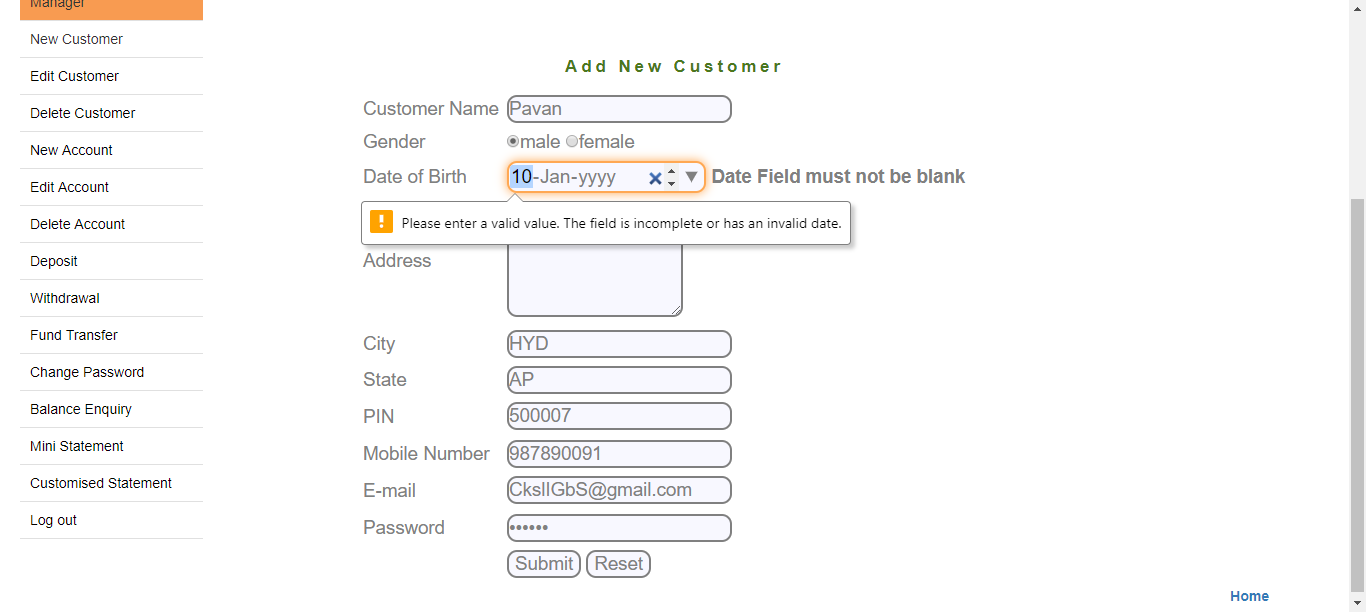 Manager
New Customer
Edit Customer
Delete Customer
New Account
Edit Account
Delete Account
Deposit
Withdrawal
Fund Transfer
Change Password
Balance Enquiry
Mini Statement
Customised Statement
Log out
Add New Customer
Customer Name Pavan
Gender male female
Date of Birth 10-Jan-yyyy Date Field must not be blank
! Please enter a valid value. The field is incomplete or has an invalid date.
Address
City HYD
State AP
PIN 500007
Mobile Number 987890091
E-mail CkslIGbS@gmail.com
Password ••••••
Submit Reset
Home